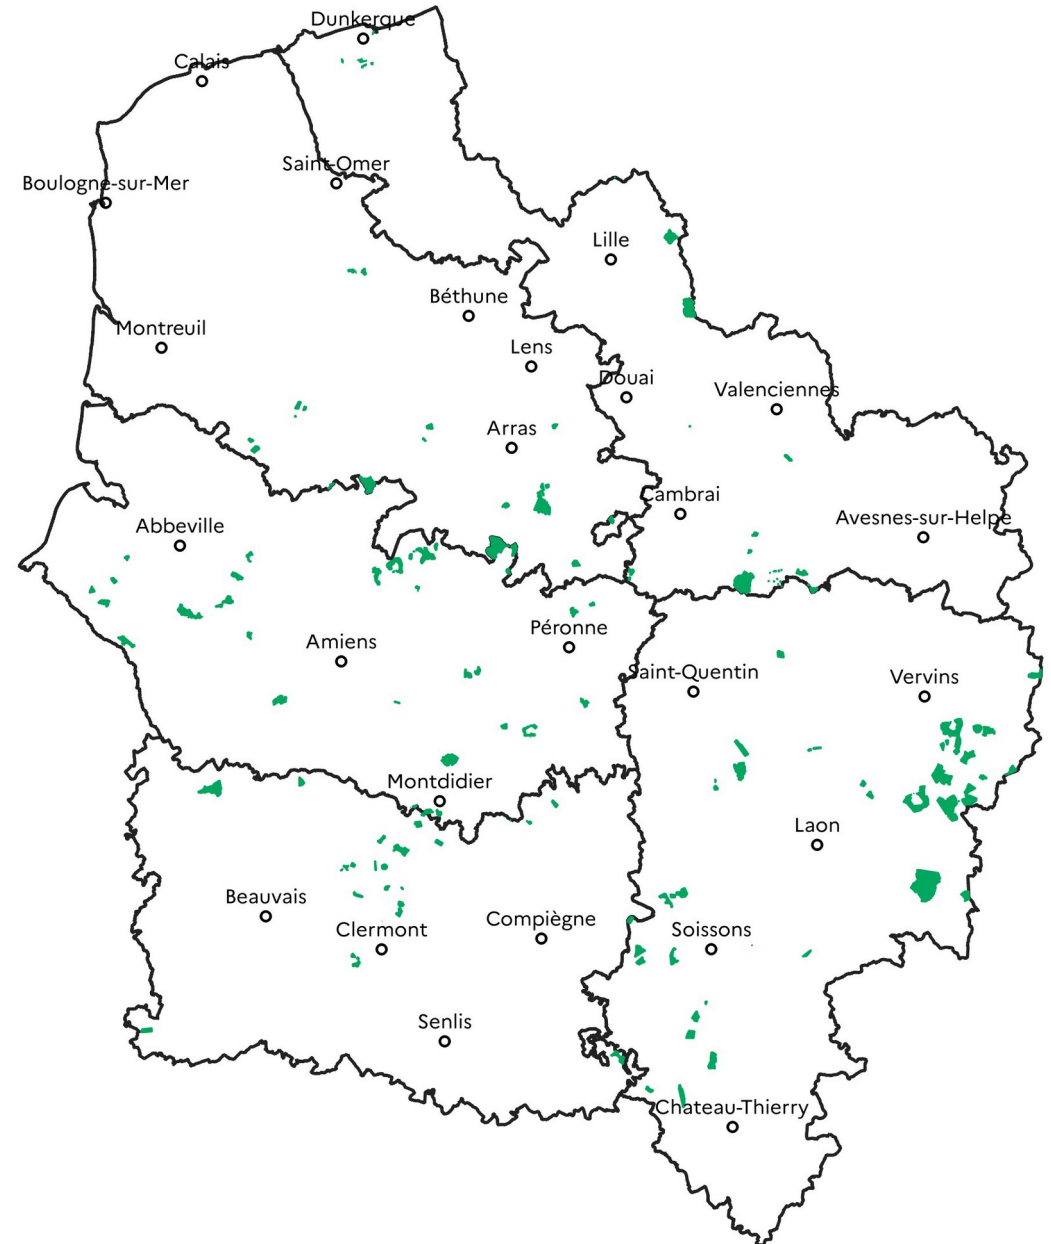 Dunkerque
Calais
Saint-Omer
Boulogne-sur-Mer
Lille
Béthune
Montreuil
Lens
Douai
Valenciennes
Arras
Cambrai
Abbeville
Avesnes-sur-Helpe
Péronne
Amiens
Saint-Quentin
Vervins
Montdidier
Laon
Beauvais
Compiègne
Clermont
Soissons
Senlis
Chateau-Thierry